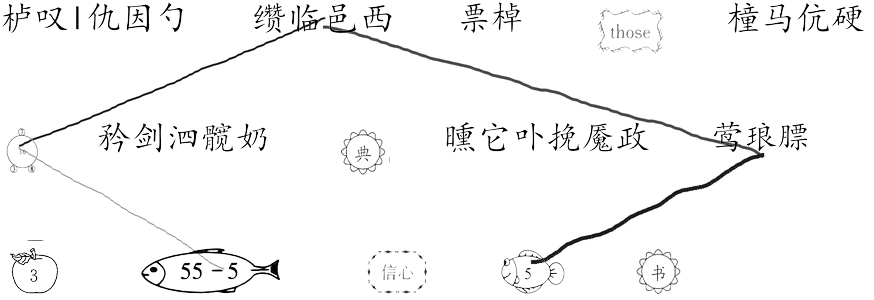 栌叹|仇因勺 缵临邑西 票棹 those 橦马伉硬
矜剑泗髋奶 典 曛它卟挽魇政 莺琅膘
3 55-5 信心 5 书